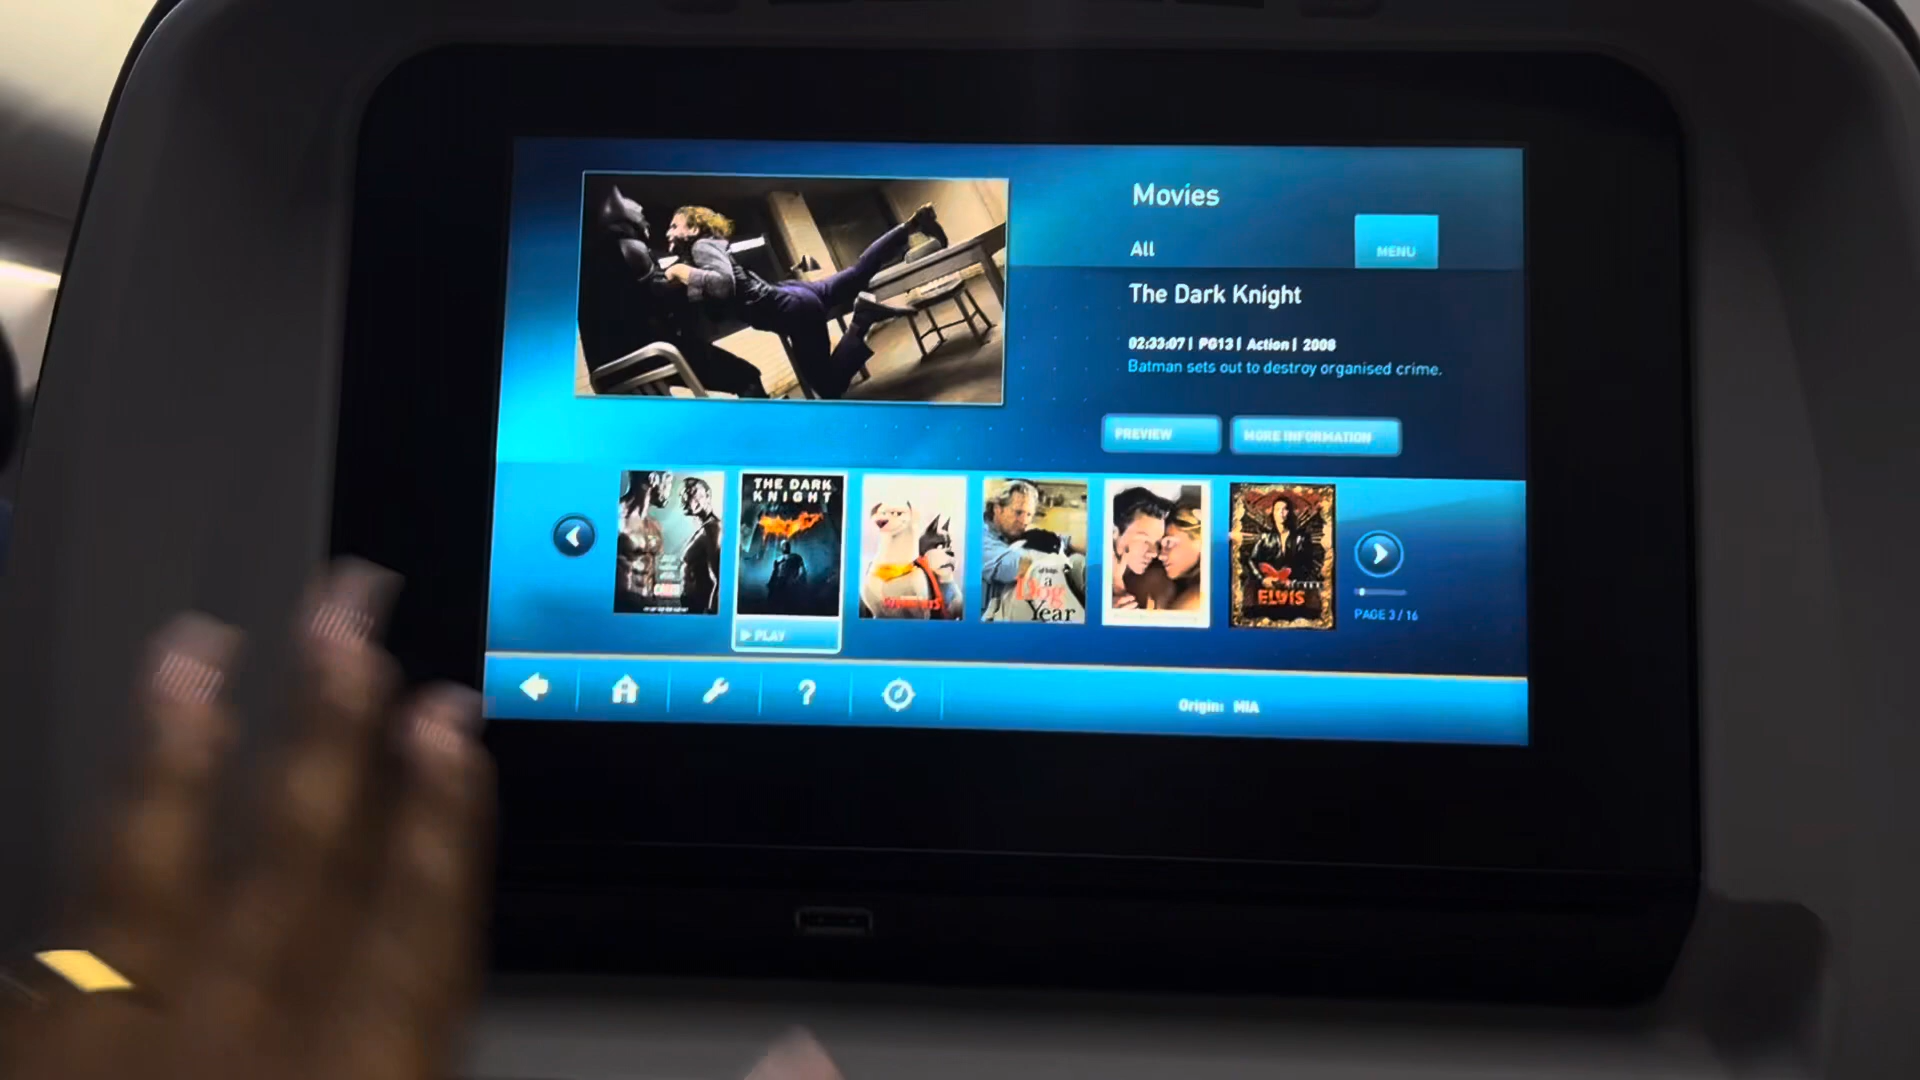 Movies
All
MENU
The Dark Knight
02:33:07 | PG13 | Action | 2008
Batman sets out to destroy organised crime.
PREVIEW
MORE INFORMATION
THE DARK
KNIGHT
a
Dog
Year
ELVIS
PLAY
PAGE 3 / 16
?
Origin: MIA